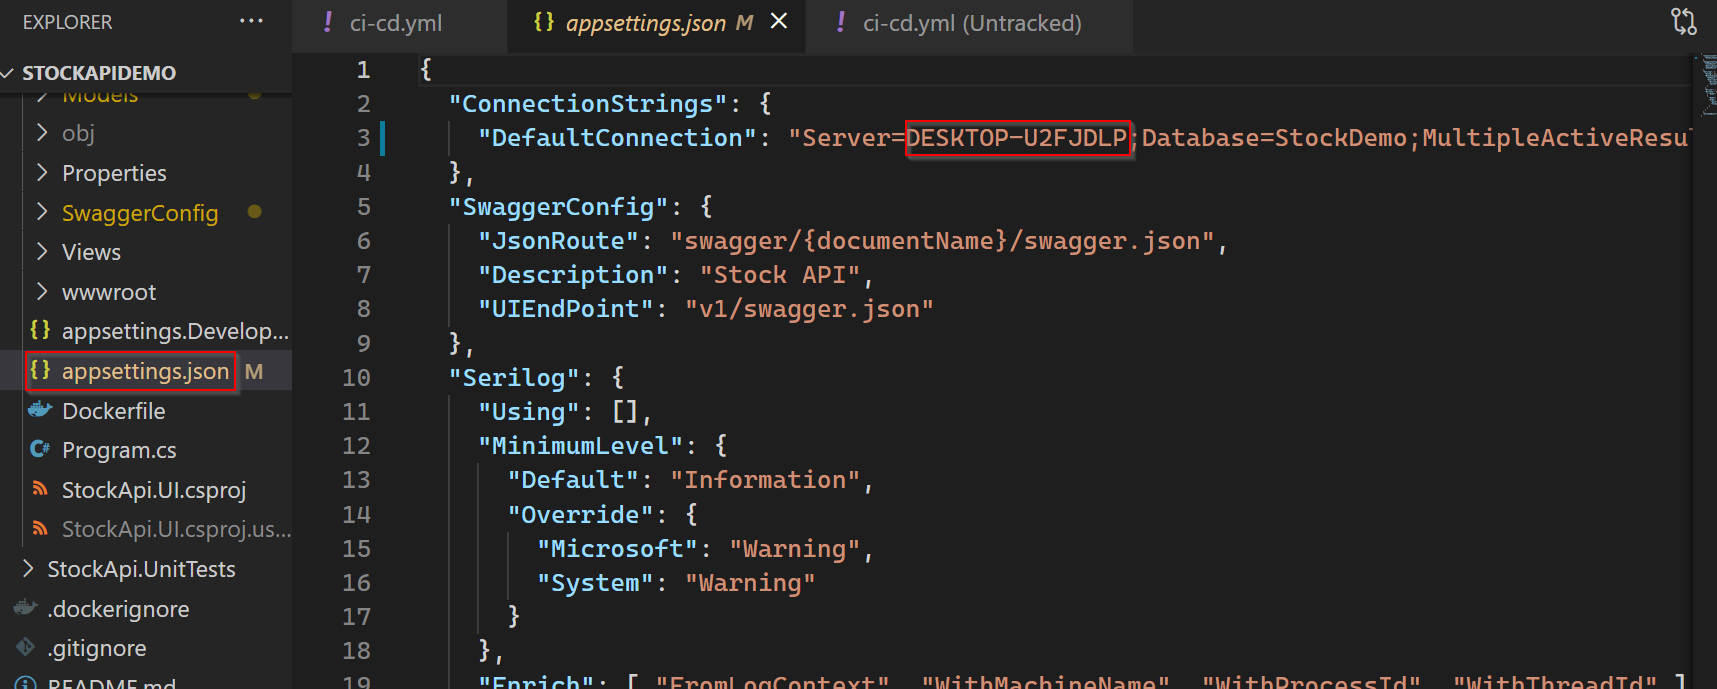 EXPLORER ···
STOCKAPIDEMO
Models
obj
Properties
SwaggerConfig
Views
wwwroot
{} appsettings.Develop...
{} appsettings.json M
Dockerfile
C# Program.cs
StockApi.UI.csproj
StockApi.UI.csproj.us...
StockApi.UnitTests
.dockerignore
.gitignore
README.md
! ci-cd.yml
{} appsettings.json M
! ci-cd.yml (Untracked)
1 {
2 "ConnectionStrings": {
3 "DefaultConnection": "Server=DESKTOP-U2FJDLP;Database=StockDemo;MultipleActiveResu
4 },
5 "SwaggerConfig": {
6 "JsonRoute": "swagger/{documentName}/swagger.json",
7 "Description": "Stock API",
8 "UIEndPoint": "v1/swagger.json"
9 },
10 "Serilog": {
11 "Using": [],
12 "MinimumLevel": {
13 "Default": "Information",
14 "Override": {
15 "Microsoft": "Warning",
16 "System": "Warning"
17 }
18 },
19 "Enrich": [ "FromLogContext", "WithMachineName", "WithProcessId", "WithThreadId" ]